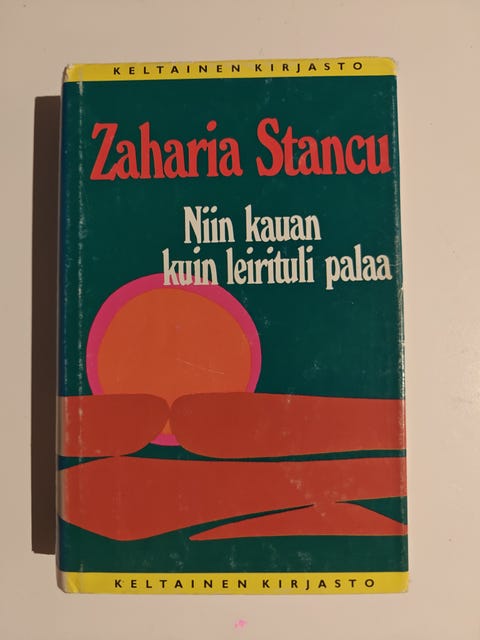 KELTAINEN KIRJASTO
Zaharia Stancu
Niin kauan
kuin leirituli palaa
KELTAINEN KIRJASTO